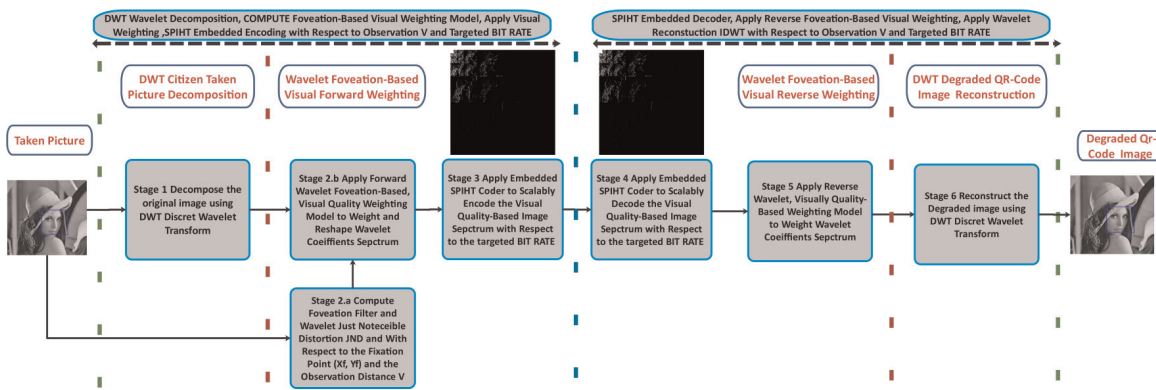 DWT Wavelet Decomposition, COMPUTE Foveation-Based Visual Weighting Model, Apply Visual
Weighting ,SPIHT Embedded Encoding with Respect to Observation V and Targeted BIT RATE
SPIHT Embedded Decoder, Apply Reverse Foveation-Based Visual Weighting, Apply Wavelet
Reconstuction IDWT with Respect to Observation V and Targeted BIT RATE
DWT Citizen Taken
Picture Decomposition
Wavelet Foveation-Based
Visual Forward Weighting
Wavelet Foveation-Based
Visual Reverse Weighting
DWT Degraded QR-Code
Image Reconstruction
Taken Picture
Degraded Qr-
Code Image
Stage 1 Decompose the
original image using
DWT Discret Wavelet
Transform
Stage 2.b Apply Forward
Wavelet Foveation-Based,
Visual Quality Weighting
Model to Weight and
Reshape Wavelet
Coeiffients Sepctrum
Stage 3 Apply Embedded
SPIHT Coder to Scalably
Encode the Visual
Quality-Based Image
Sepctrum with Respect
to the targeted BIT RATE
Stage 4 Apply Embedded
SPIHT Coder to Scalably
Decode the Visual
Quality-Based Image
Sepctrum with Respect
to the targeted BIT RATE
Stage 5 Apply Reverse
Wavelet, Visually Quality-
Based Weighting Model
to Weight Wavelet
Coeiffients Sepctrum
Stage 6 Reconstruct the
Degraded image using
DWT Discret Wavelet
Transform
Stage 2.a Compute
Foveation Filter and
Wavelet Just Noteceible
Distortion JND and With
Respect to the Fixation
Point (Xf, Yf) and the
Observation Distance V